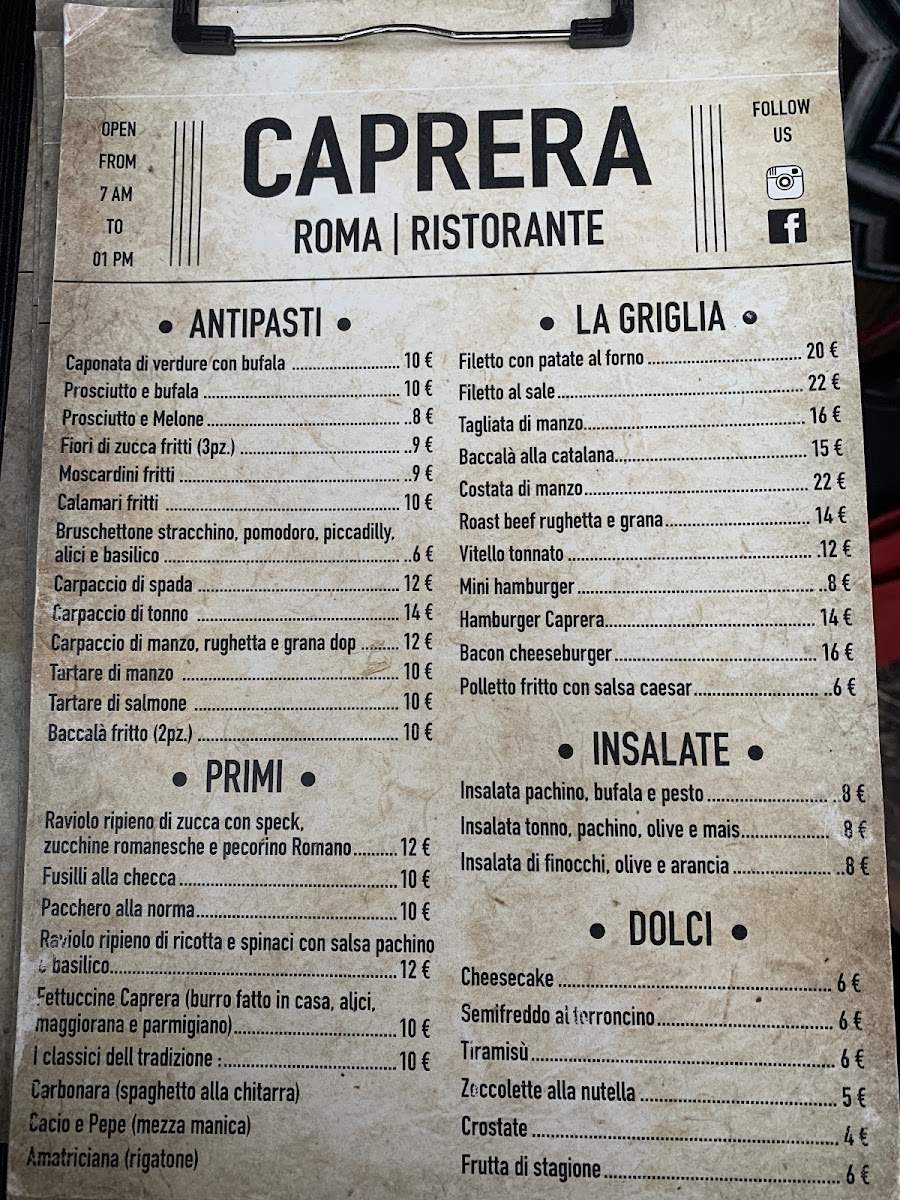 OPEN
FROM
7 AM
TO
01 PM
CAPRERA
ROMA | RISTORANTE
FOLLOW
US
• ANTIPASTI •
Caponata di verdure con bufala 10 €
Prosciutto e bufala 10 €
Prosciutto e Melone 8 €
Fiori di zucca fritti (3pz.) 9 €
Moscardini fritti 9 €
Calamari fritti 10 €
Bruschettone stracchino, pomodoro, piccadilly,
alici e basilico 6 €
Carpaccio di spada 12 €
Carpaccio di tonno 14 €
Carpaccio di manzo, rughetta e grana dop 12 €
Tartare di manzo 10 €
Tartare di salmone 10 €
Baccalà fritto (2pz.) 10 €
• PRIMI •
Raviolo ripieno di zucca con speck,
zucchine romanesche e pecorino Romano 12 €
Fusilli alla checca 10 €
Pacchero alla norma 10 €
Raviolo ripieno di ricotta e spinaci con salsa pachino
e basilico 12 €
Fettuccine Caprera (burro fatto in casa, alici,
maggiorana e parmigiano) 10 €
I classici dell tradizione : 10 €
Carbonara (spaghetto alla chitarra)
Cacio e Pepe (mezza manica)
Amatriciana (rigatone)
• LA GRIGLIA •
Filetto con patate al forno 20 €
Filetto al sale 22 €
Tagliata di manzo 16 €
Baccalà alla catalana 15 €
Costata di manzo 22 €
Roast beef rughetta e grana 14 €
Vitello tonnato 12 €
Mini hamburger 8 €
Hamburger Caprera 14 €
Bacon cheeseburger 16 €
Polletto fritto con salsa caesar 6 €
• INSALATE •
Insalata pachino, bufala e pesto 8 €
Insalata tonno, pachino, olive e mais 8 €
Insalata di finocchi, olive e arancia 8 €
• DOLCI •
Cheesecake 6 €
Semifreddo al torroncino 6 €
Tiramisù 6 €
Zoccolette alla nutella 5 €
Crostate 4 €
Frutta di stagione 6 €